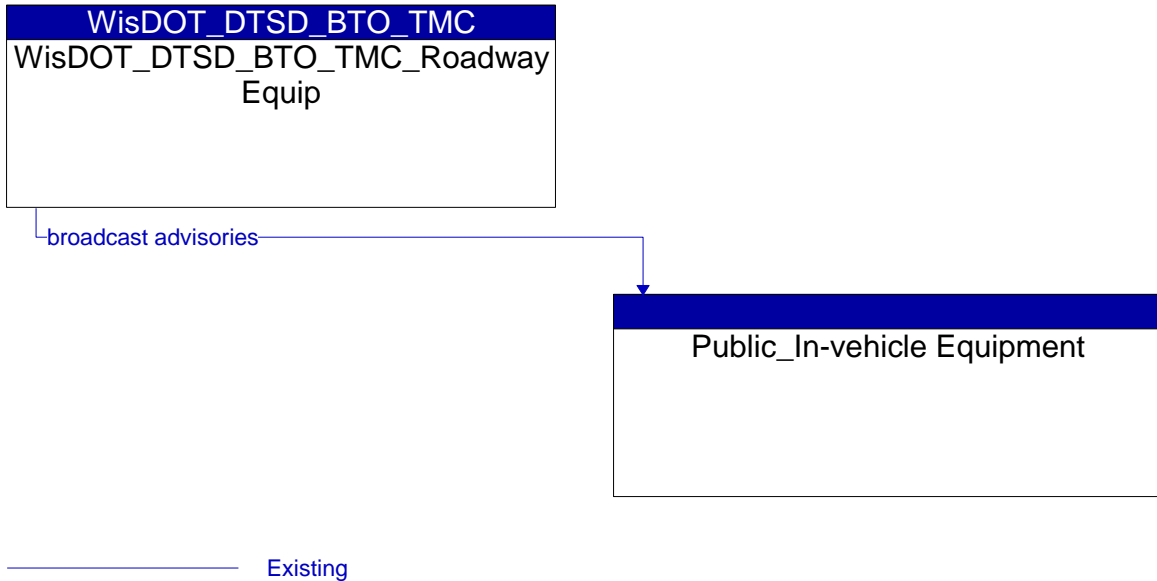 WisDOT_DTSD_BTO_TMC
WisDOT_DTSD_BTO_TMC_Roadway
Equip
broadcast advisories
Public_In-vehicle Equipment
Existing